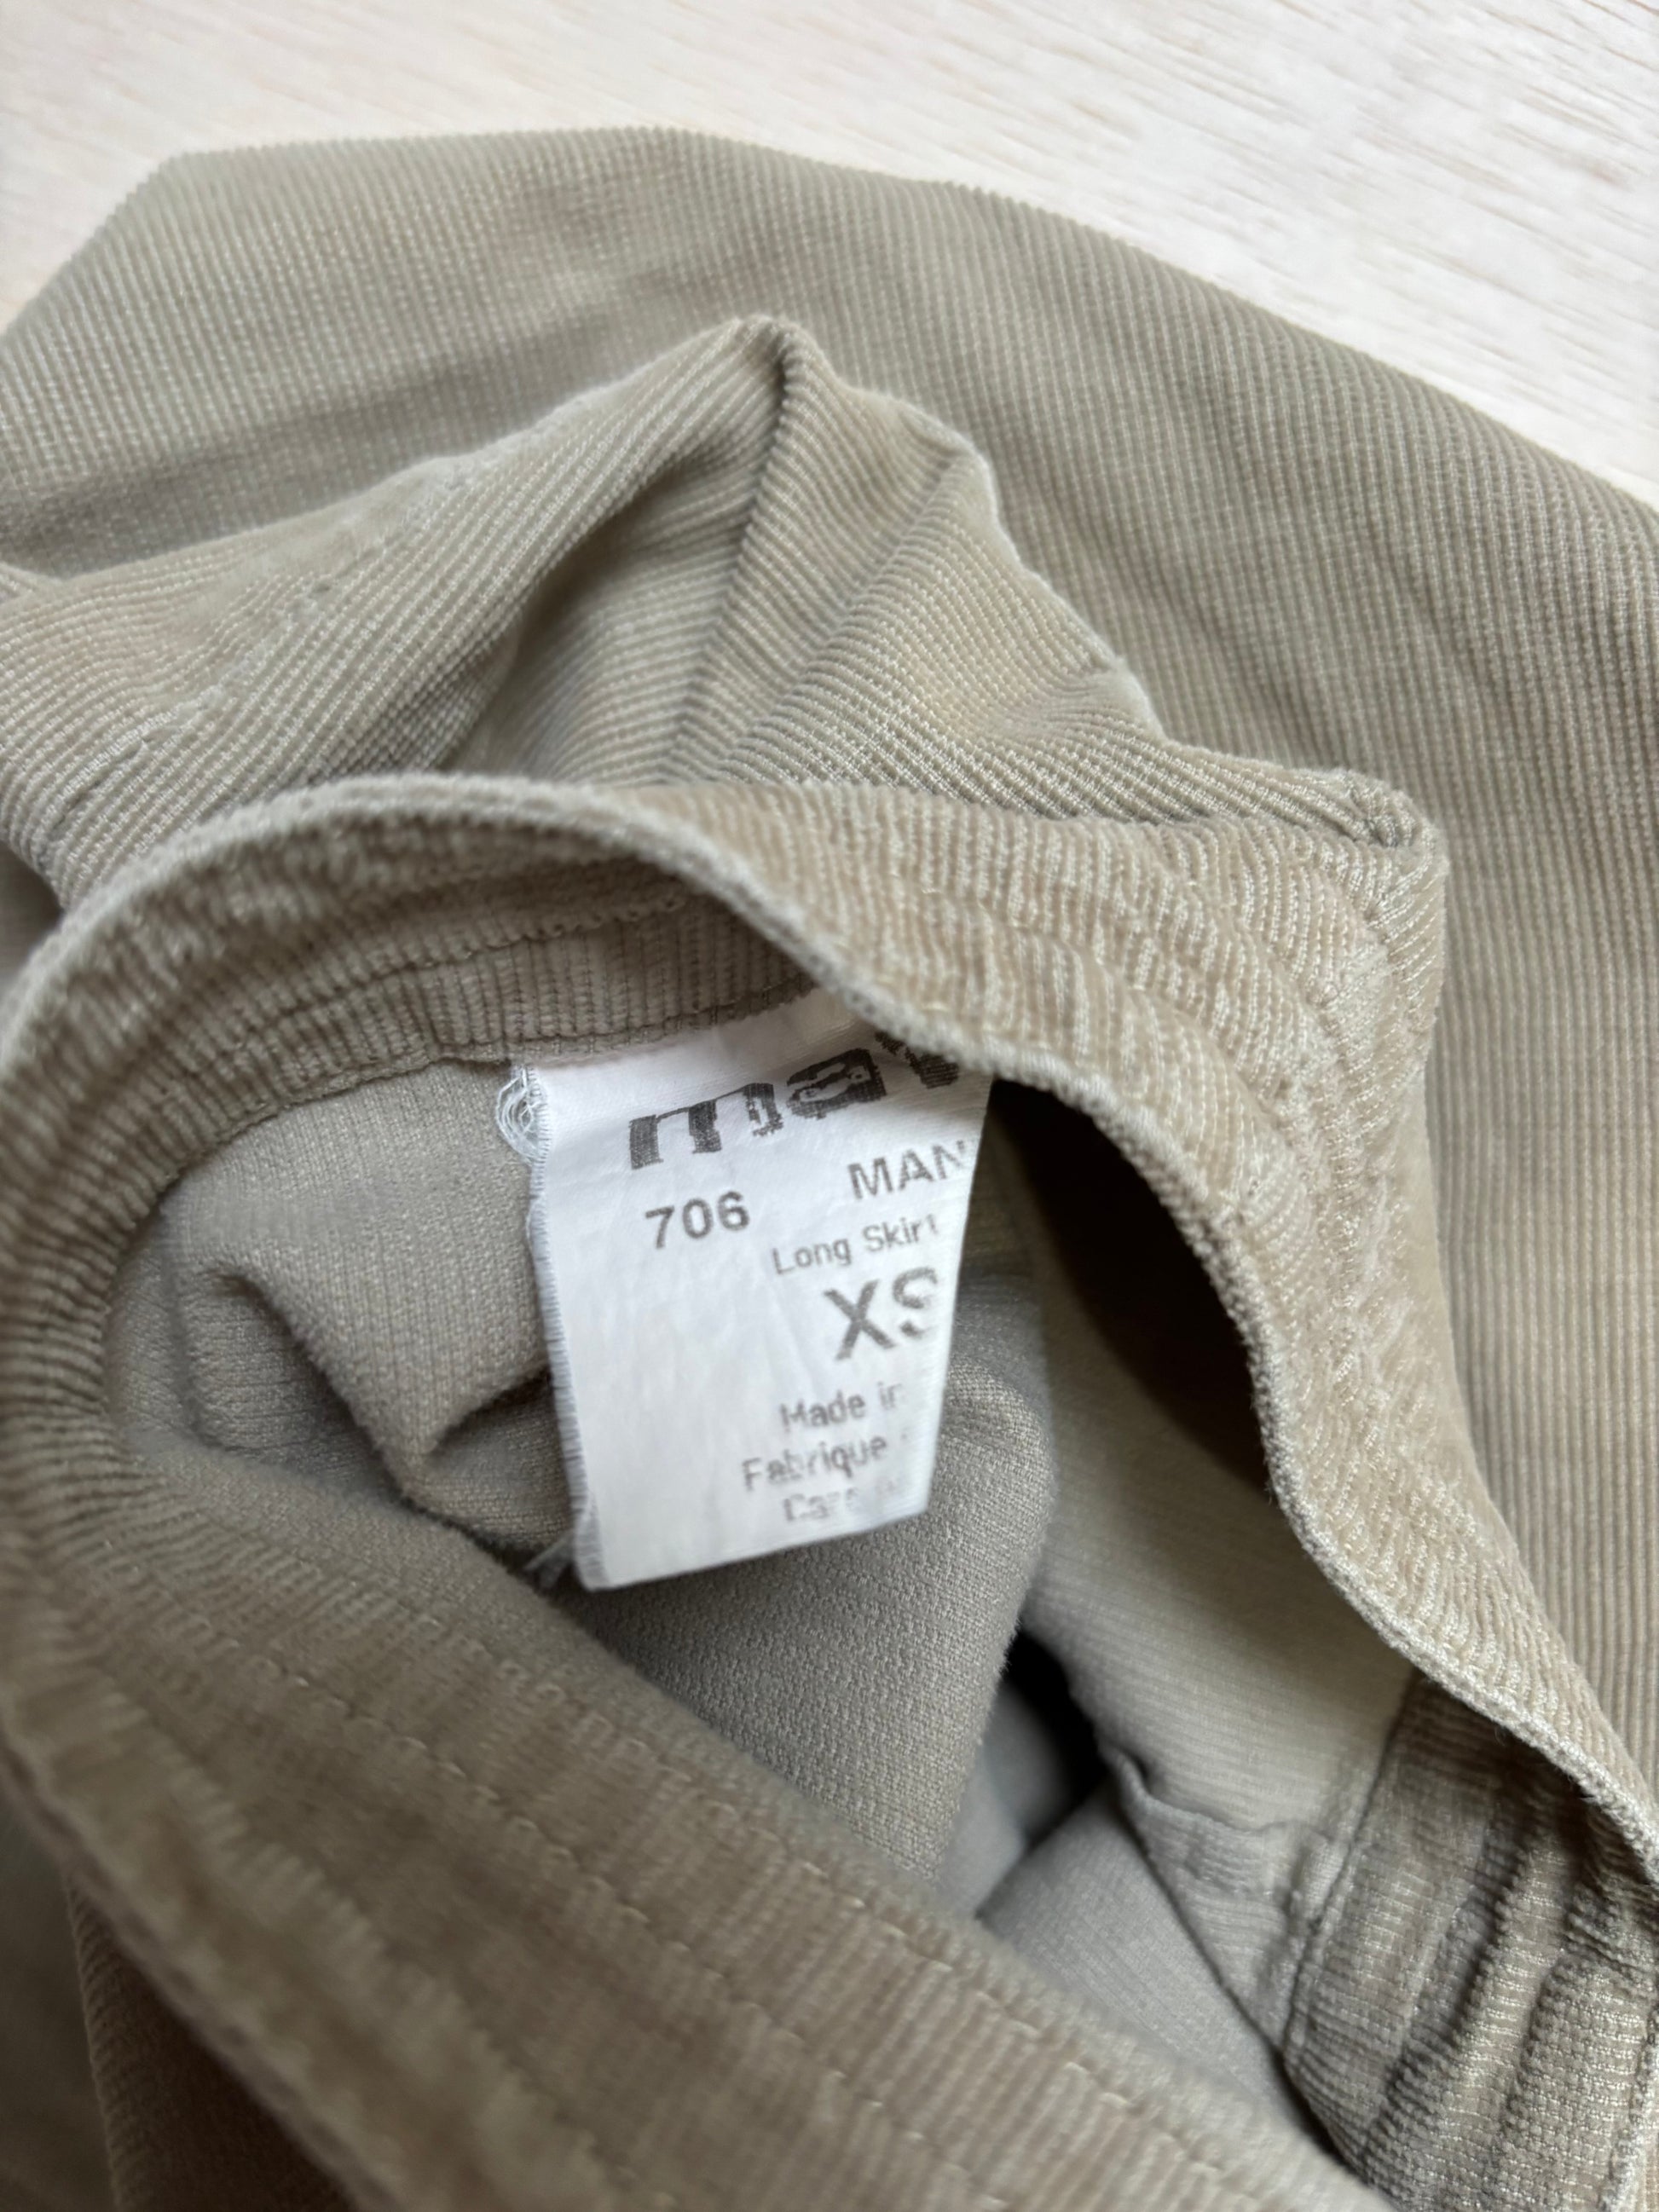 706 MAN
Long Skirt
XS
Made in
Fabrique